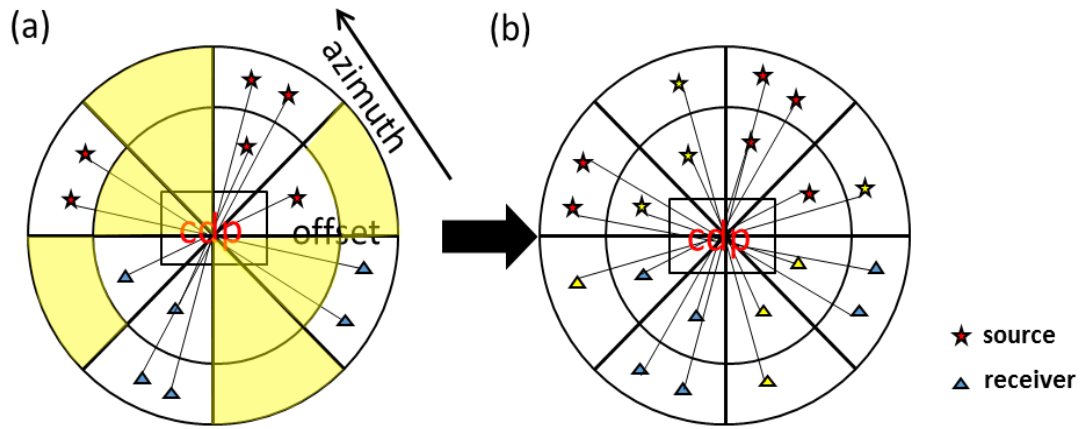 (a)
azimuth
cdp
offset
(b)
cdp
source
receiver